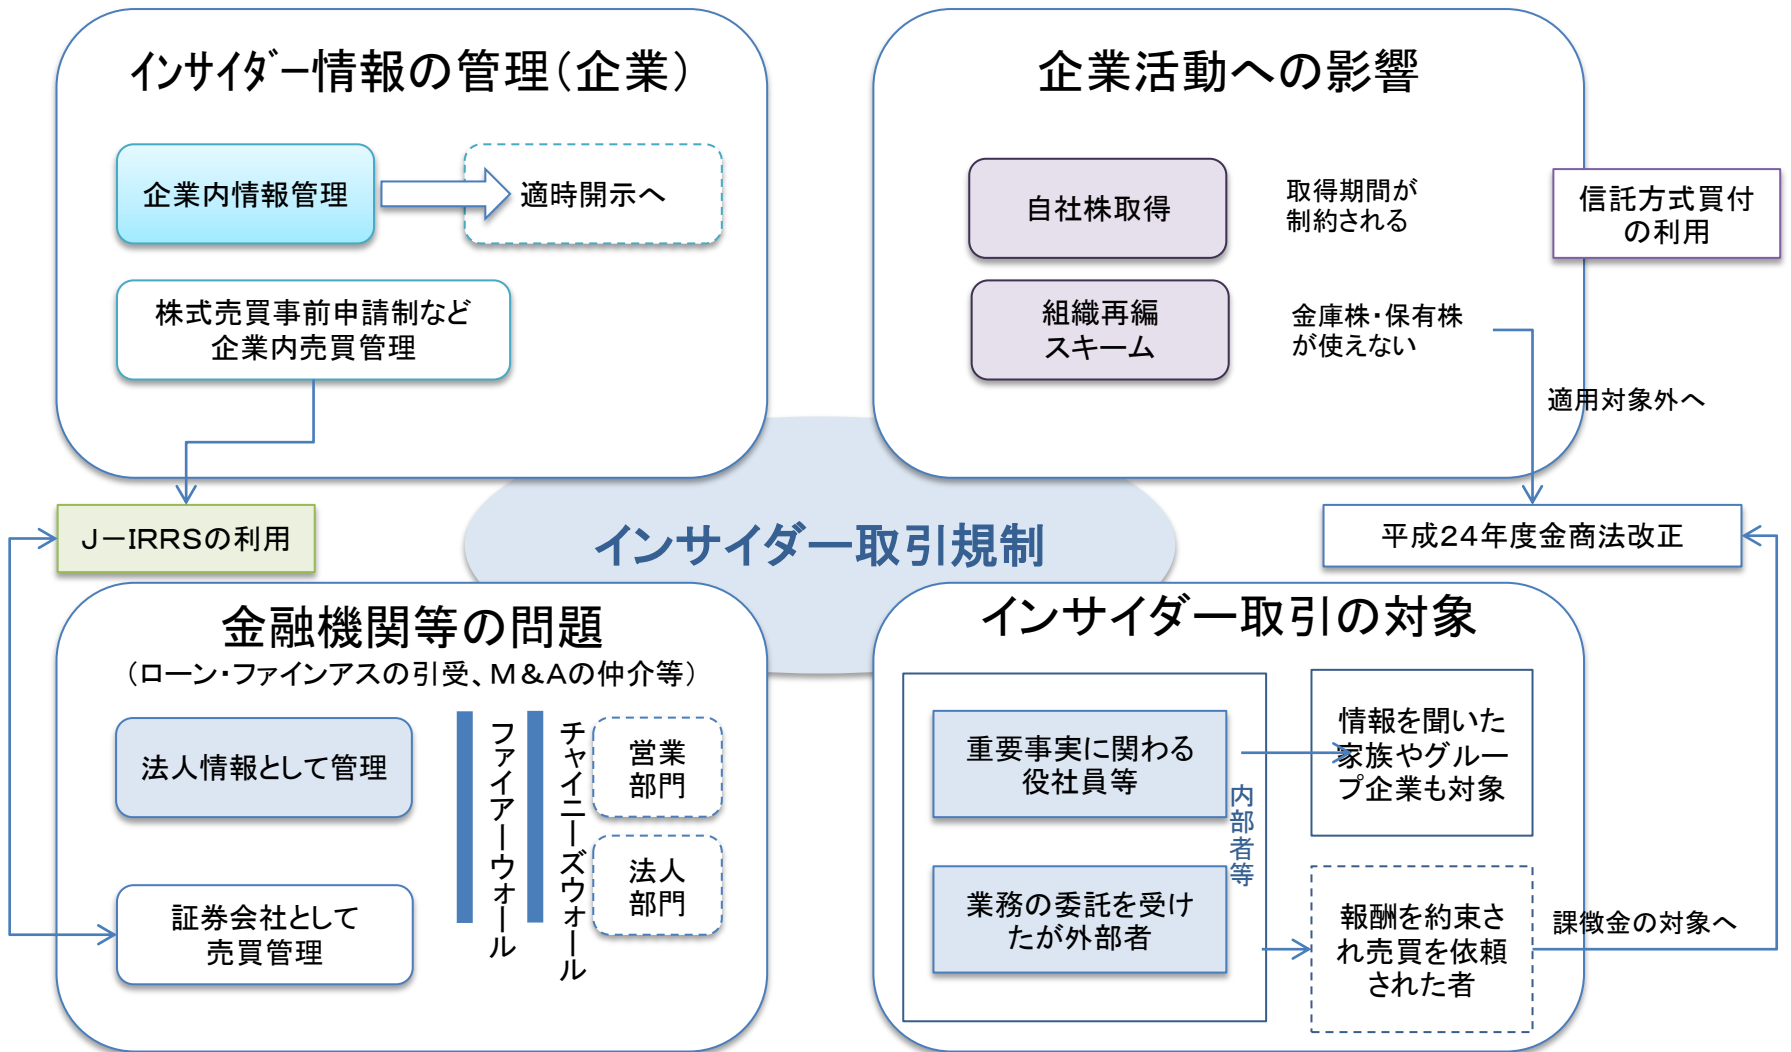 インサイダー情報の管理（企業）
企業内情報管理
適時開示へ
株式売買事前申請制など
企業内売買管理
企業活動への影響
自社株取得
取得期間が
制約される
信託方式買付
の利用
組織再編
スキーム
金庫株・保有株
が使えない
適用対象外へ
J－IRRSの利用
インサイダー取引規制
平成24年度金商法改正
金融機関等の問題
（ローン・ファインアスの引受、M＆Aの仲介等）
法人情報として管理
ファイアーウォール
チャイニーズウォール
営業
部門
法人
部門
証券会社として
売買管理
インサイダー取引の対象
重要事実に関わる
役社員等
内部者等
業務の委託を受け
たが外部者
情報を聞いた
家族やグルー
プ企業も対象
報酬を約束さ
れ売買を依頼
された者
課徴金の対象へ